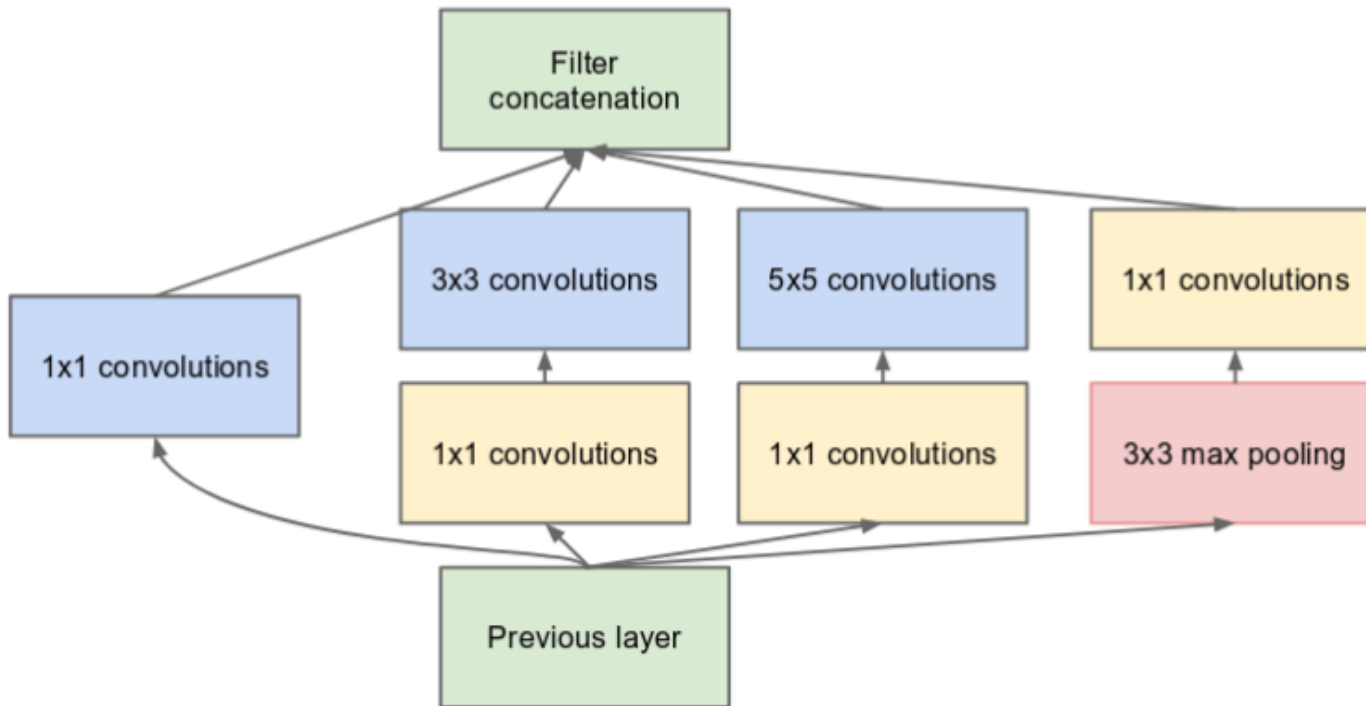 Filter
concatenation
3x3 convolutions
5x5 convolutions
1x1 convolutions
1x1 convolutions
1x1 convolutions
1x1 convolutions
3x3 max pooling
Previous layer